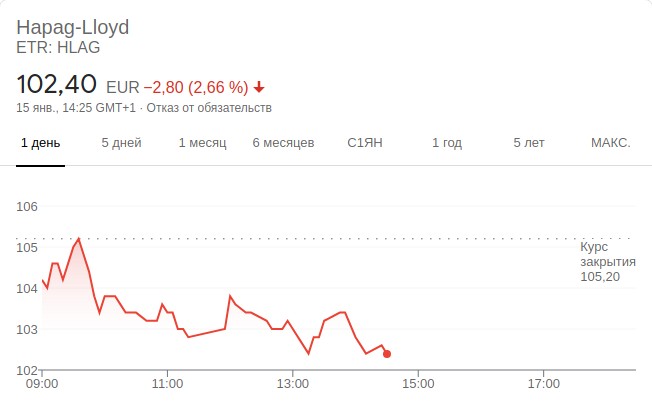 Hapag-Lloyd
ETR: HLAG
102,40 EUR −2,80 (2,66 %)
15 янв., 14:25 GMT+1 · Отказ от обязательств
1 день 5 дней 1 месяц 6 месяцев С1ЯН 1 год 5 лет МАКС.
106
105
104
103
102
Курс
закрытия
105,20
09:00 11:00 13:00 15:00 17:00